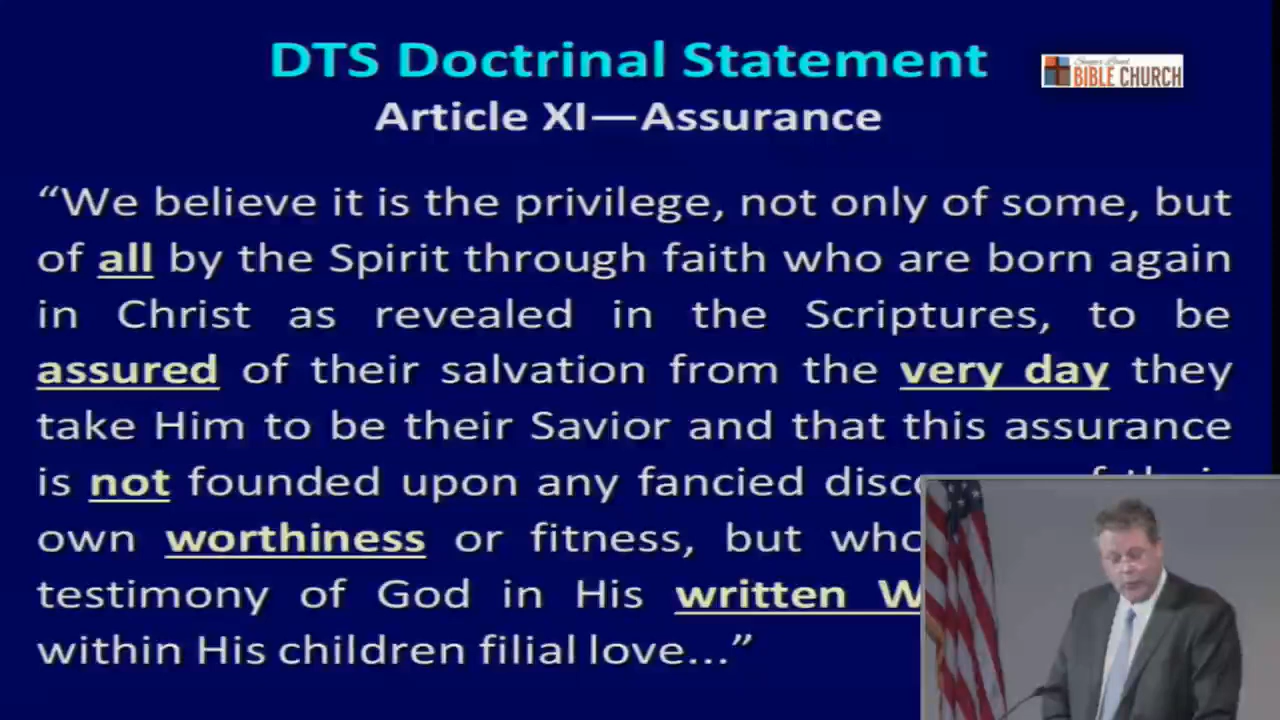 DTS Doctrinal Statement
BIBLE CHURCH
Article XI—Assurance
“We believe it is the privilege, not only of some, but
of all by the Spirit through faith who are born again
in Christ as revealed in the Scriptures, to be
assured of their salvation from the very day they
take Him to be their Savior and that this assurance
is not founded upon any fancied
own worthiness or fitness, but
testimony of God in His written
within His children filial love...”